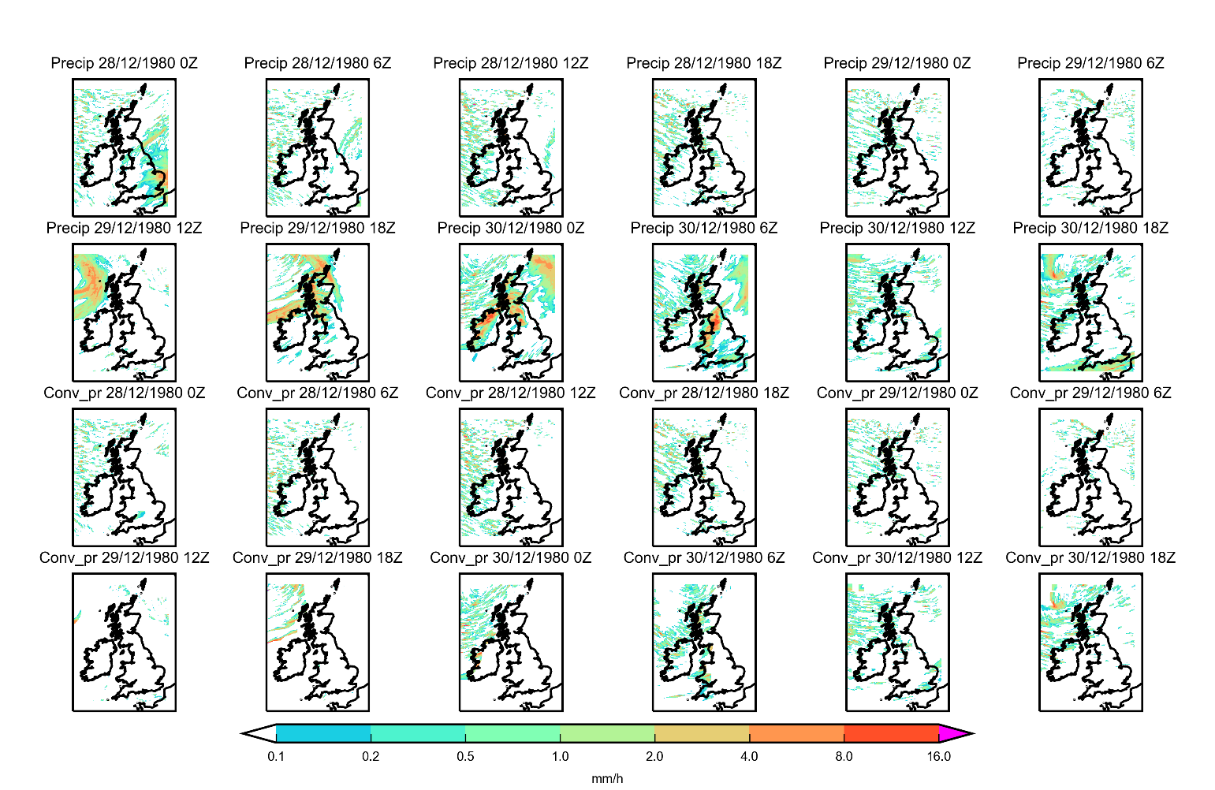 Precip 28/12/1980 0Z Precip 28/12/1980 6Z Precip 28/12/1980 12Z Precip 28/12/1980 18Z Precip 29/12/1980 0Z Precip 29/12/1980 6Z
Precip 29/12/1980 12Z Precip 29/12/1980 18Z Precip 30/12/1980 0Z Precip 30/12/1980 6Z Precip 30/12/1980 12Z Precip 30/12/1980 18Z
Conv_pr 28/12/1980 0Z Conv_pr 28/12/1980 6Z Conv_pr 28/12/1980 12Z Conv_pr 28/12/1980 18Z Conv_pr 29/12/1980 0Z Conv_pr 29/12/1980 6Z
Conv_pr 29/12/1980 12Z Conv_pr 29/12/1980 18Z Conv_pr 30/12/1980 0Z Conv_pr 30/12/1980 6Z Conv_pr 30/12/1980 12Z Conv_pr 30/12/1980 18Z
0.1 0.2 0.5 1.0 2.0 4.0 8.0 16.0
mm/h